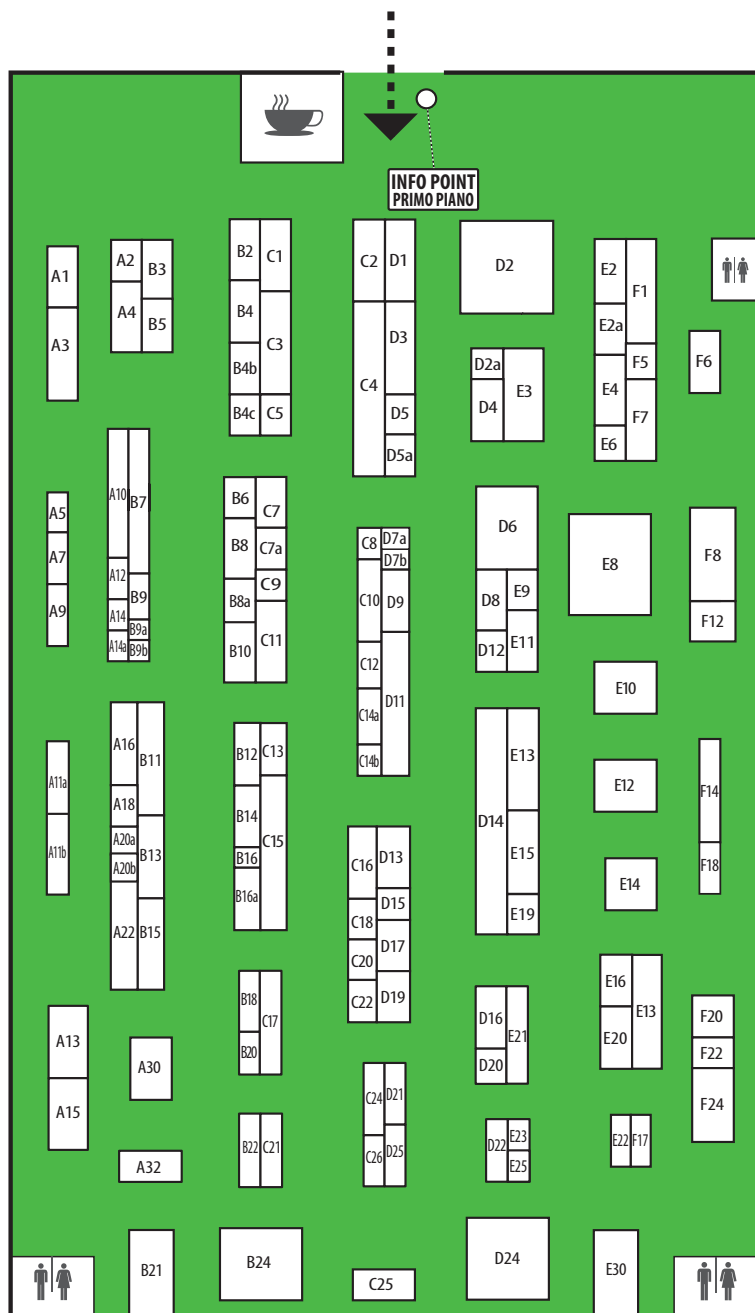 INFO POINT
PRIMO PIANO
A1
A3
A2
A4
B3
B5
B2
B4
B4b
B4c
C1
C3
C5
C2
C4
D1
D3
D5
D5a
D2
D2a
D4
E3
E2
E2a
E4
E6
F1
F5
F7
F6
A5
A7
A9
A10
A12
A14
A14a
B7
B9
B9a
B9b
B6
B8
B8a
B10
C7
C7a
C9
C11
C8
C10
C12
C14a
C14b
D7a
D7b
D9
D11
D6
D8
D12
E9
E11
E8
E10
E12
E14
F8
F12
A11a
A11b
A16
A18
A20a
A20b
A22
B11
B13
B15
B12
B14
B16
B16a
C13
C15
C16
C18
C20
C22
D13
D15
D17
D19
D14
E13
E15
E19
F14
F18
A13
A15
A30
A32
B18
B20
C17
B22
C21
C24
C26
D21
D25
D16
D20
E21
D22
E23
E25
E16
E20
E13
E22
F17
F20
F22
F24
B21
B24
C25
D24
E30